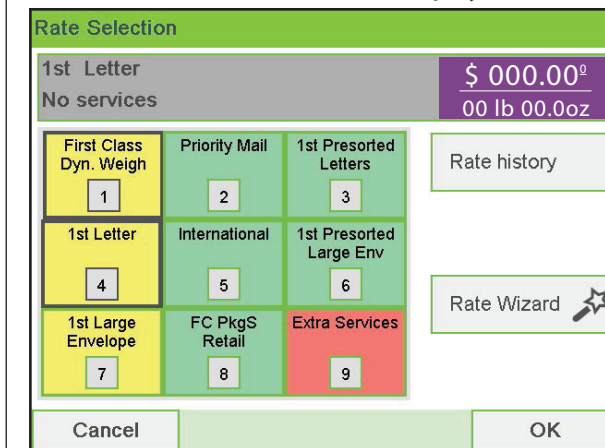 Rate Selection
1st Letter
No services
$ 000.00º
00 lb 00.0oz
First Class
Dyn. Weigh
1
Priority Mail
2
1st Presorted
Letters
3
1st Letter
4
International
5
1st Presorted
Large Env
6
1st Large
Envelope
7
FC PkgS
Retail
8
Extra Services
9
Rate history
Rate Wizard
Cancel
OK